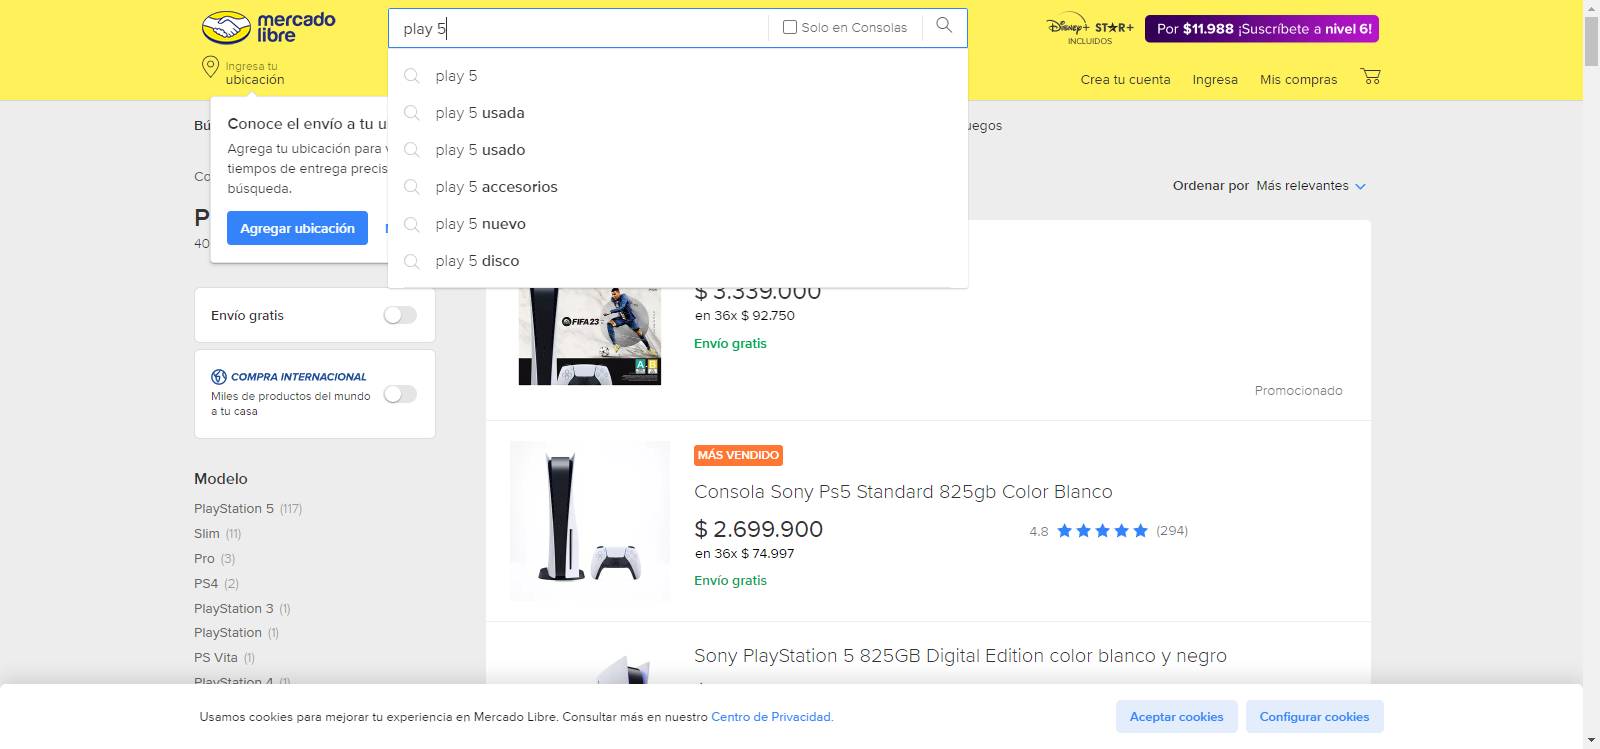 mercado
libre
play 5
Solo en Consolas
Disney+ STAR+
INCLUIDOS
Por $11.988 ¡Suscríbete a nivel 6!
Ingresa tu
ubicación
Crea tu cuenta
Ingresa
Mis compras
play 5
play 5 usada
play 5 usado
play 5 accesorios
play 5 nuevo
play 5 disco
Conoce el envío a tu u
Agrega tu ubicación para v
tiempos de entrega precis
búsqueda.
Agregar ubicación
Bú
uegos
Co
P
40
Ordenar por Más relevantes
Envío gratis
COMPRA INTERNACIONAL
Miles de productos del mundo
a tu casa
Modelo
PlayStation 5 (117)
Slim (11)
Pro (3)
PS4 (2)
PlayStation 3 (1)
PlayStation (1)
PS Vita (1)
PlayStation 4 (1)
FIFA 23
A B
$ 3.339.000
en 36x $ 92.750
Envío gratis
Promocionado
MÁS VENDIDO
Consola Sony Ps5 Standard 825gb Color Blanco
$ 2.699.900
en 36x $ 74.997
Envío gratis
4.8 (294)
Sony PlayStation 5 825GB Digital Edition color blanco y negro
Usamos cookies para mejorar tu experiencia en Mercado Libre. Consultar más en nuestro Centro de Privacidad.
Aceptar cookies
Configurar cookies